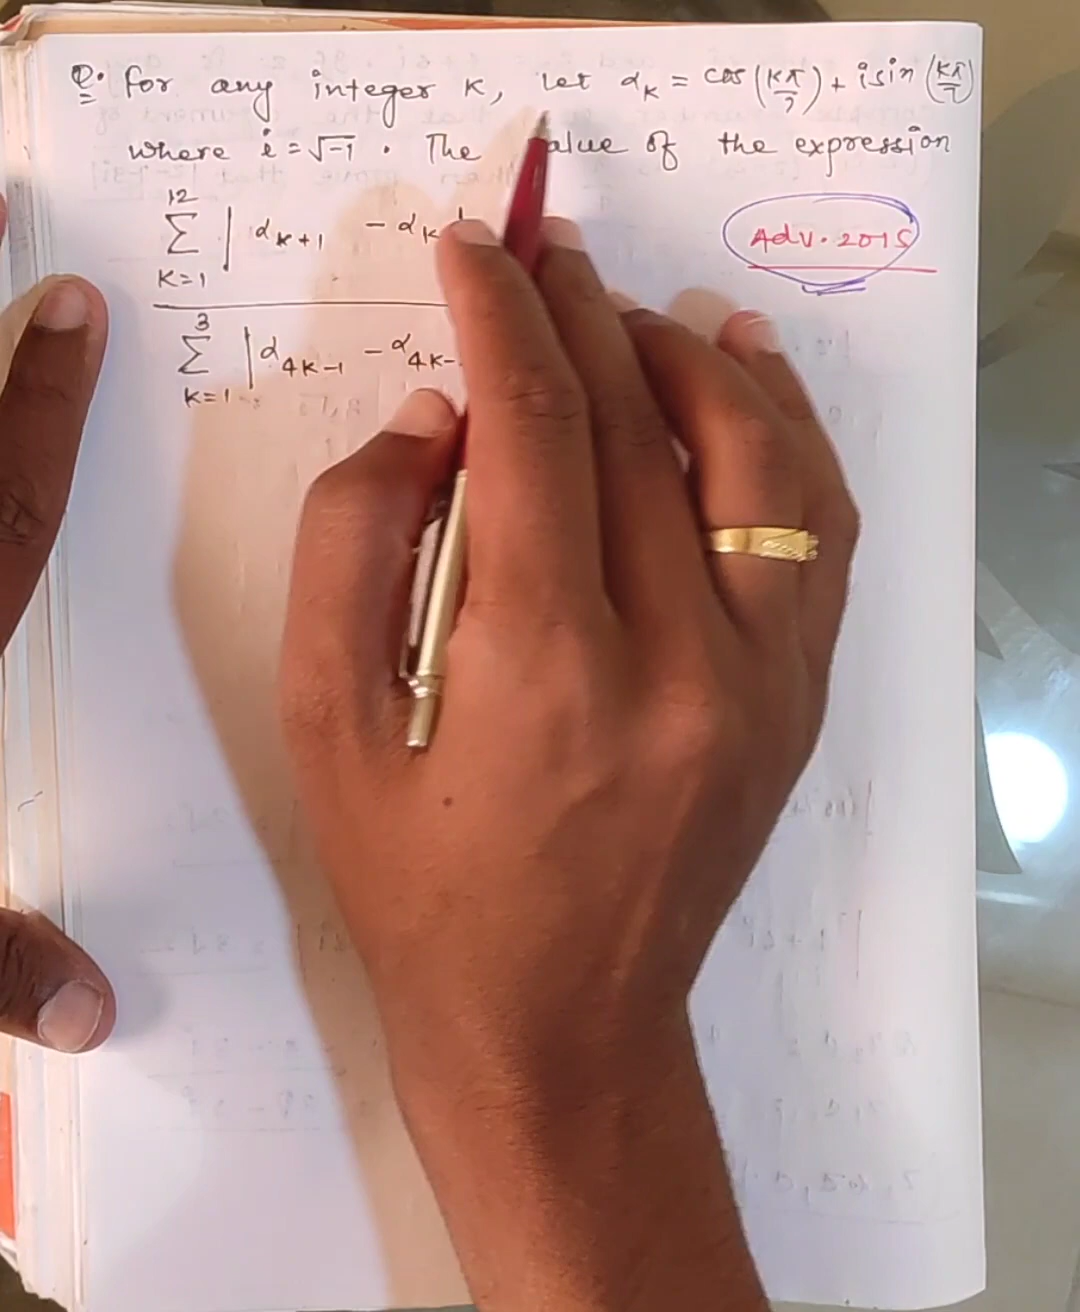 Q. for any integer K, Let αₖ = cos (Kπ/7) + i sin (Kπ/7)
where i = √-1 . The value of the expression
12
Σ | αₖ₊₁ - αₖ |
K=1
Adv. 2015
3
Σ | α₄ₖ₋₁ - α₄ₖ₋
K=1